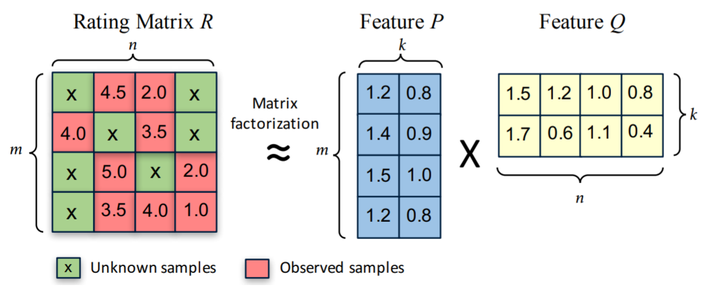 Rating Matrix R
Feature P
Feature Q
n
k
m
x 4.5 2.0 x
4.0 x 3.5 x
x 5.0 x 2.0
x 3.5 4.0 1.0
Matrix
factorization
≈
m
1.2 0.8
1.4 0.9
1.5 1.0
1.2 0.8
X
1.5 1.2 1.0 0.8
1.7 0.6 1.1 0.4
k
n
x Unknown samples
Observed samples